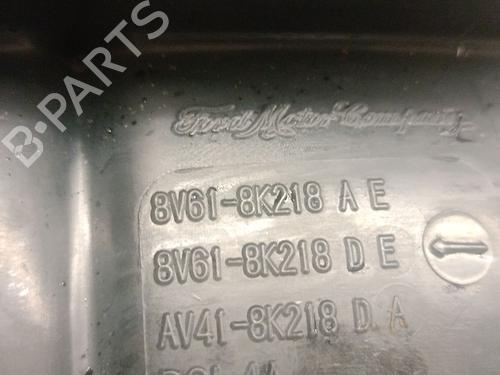 B-PARTS
Ford Motor Company
8V61-8K218 A E
8V61-8K218 D E
AV41-8K218 D.A